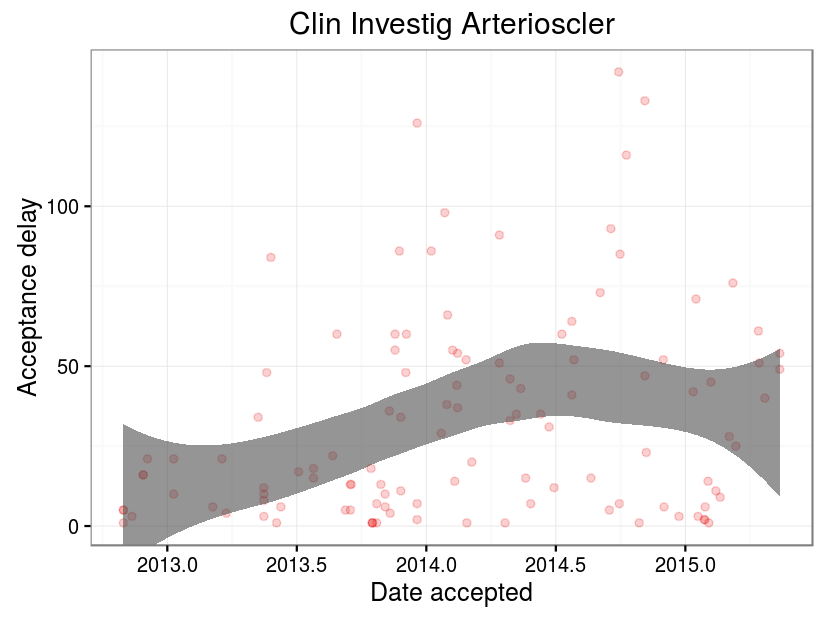 Clin Investig Arterioscler
Acceptance delay
100
50
0
2013.0 2013.5 2014.0 2014.5 2015.0
Date accepted